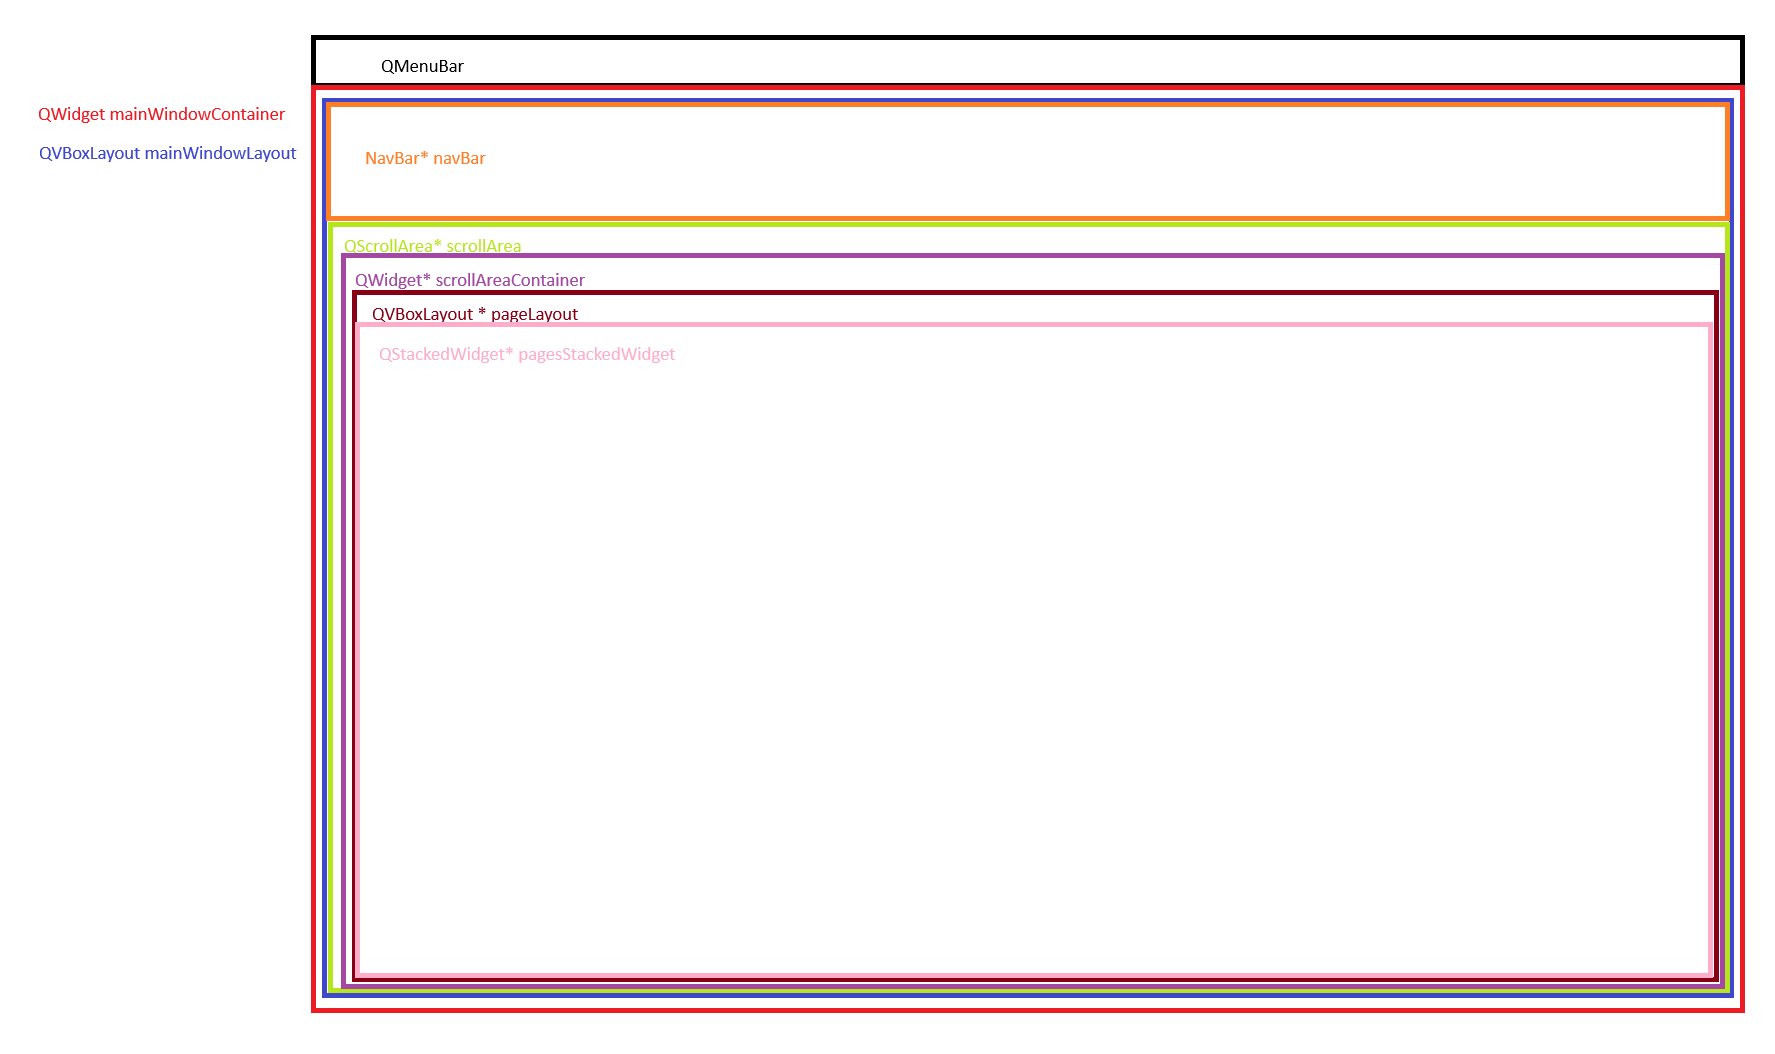 QMenuBar
QWidget mainWindowContainer
QVBoxLayout mainWindowLayout
NavBar* navBar
QScrollArea* scrollArea
QWidget* scrollAreaContainer
QVBoxLayout * pageLayout
QStackedWidget* pagesStackedWidget